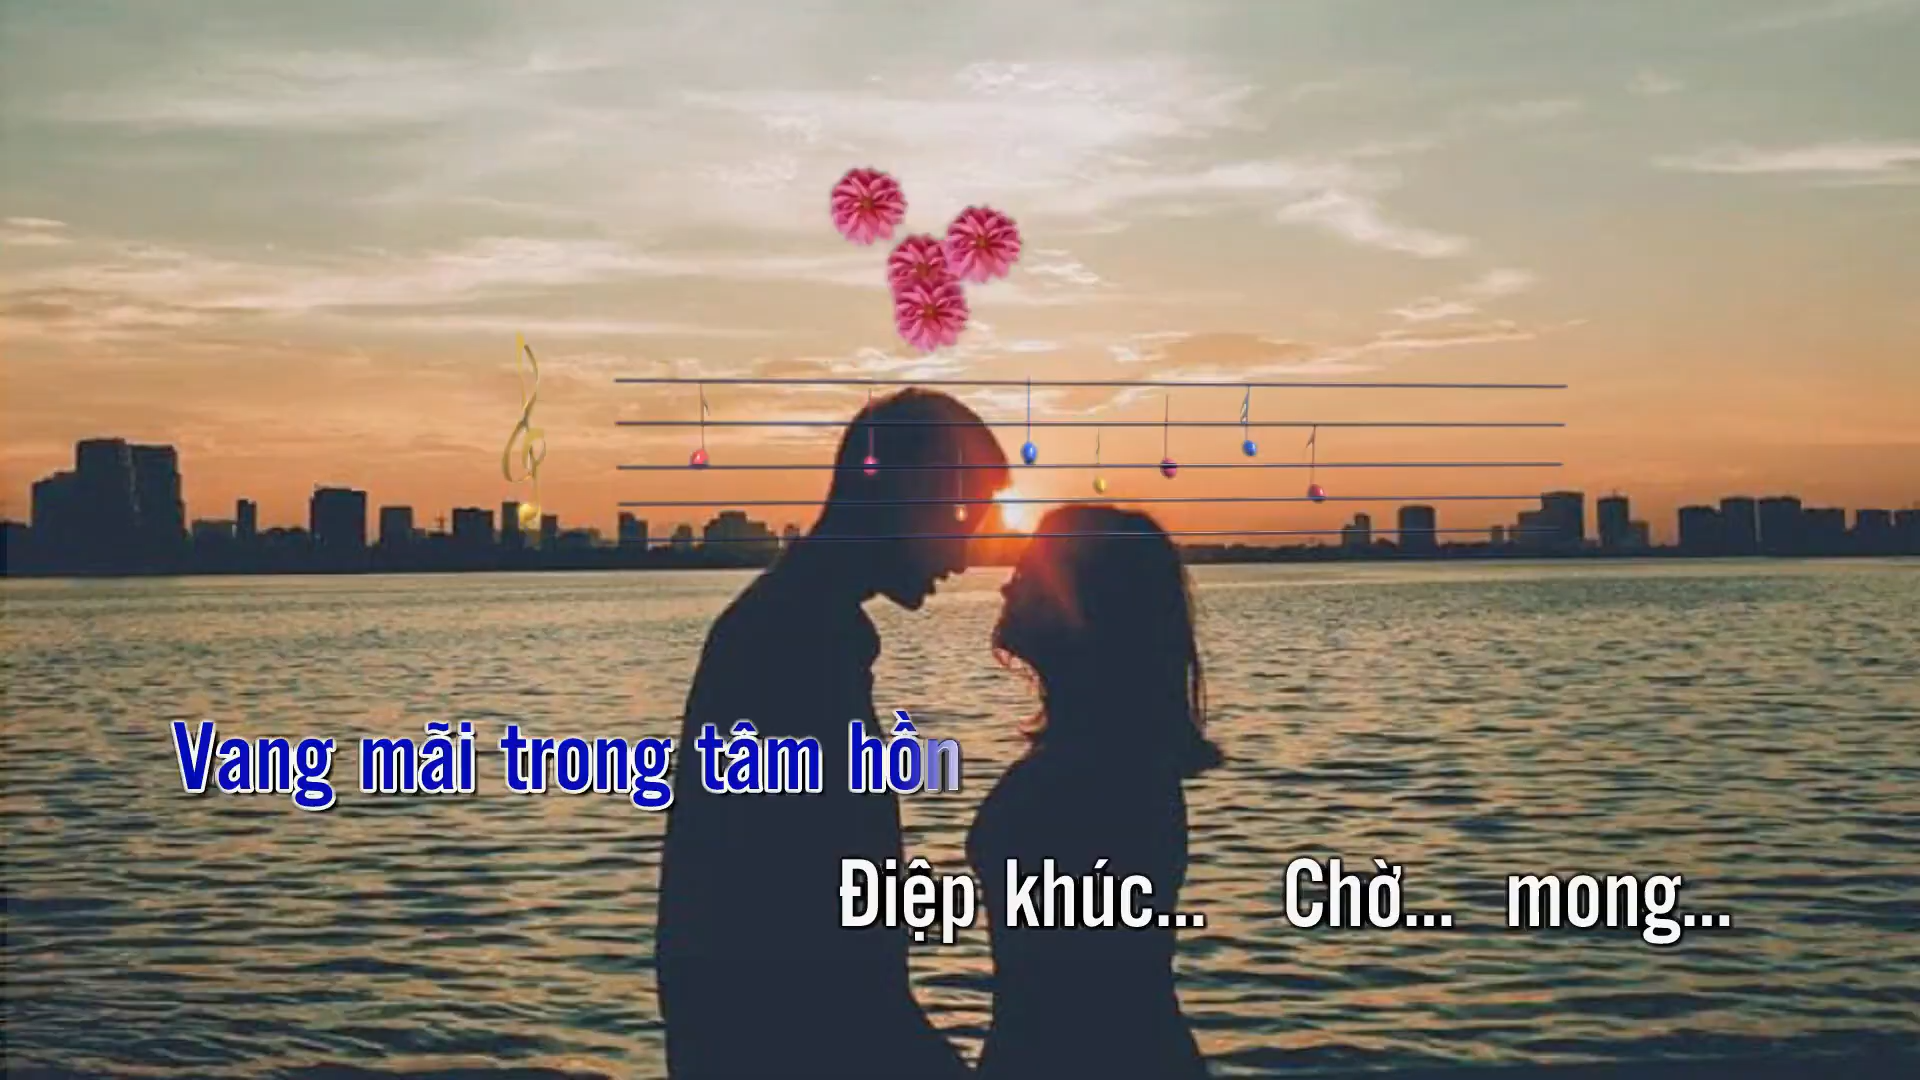 Vang mãi trong tâm hồn
Điệp khúc... Chờ... mong...